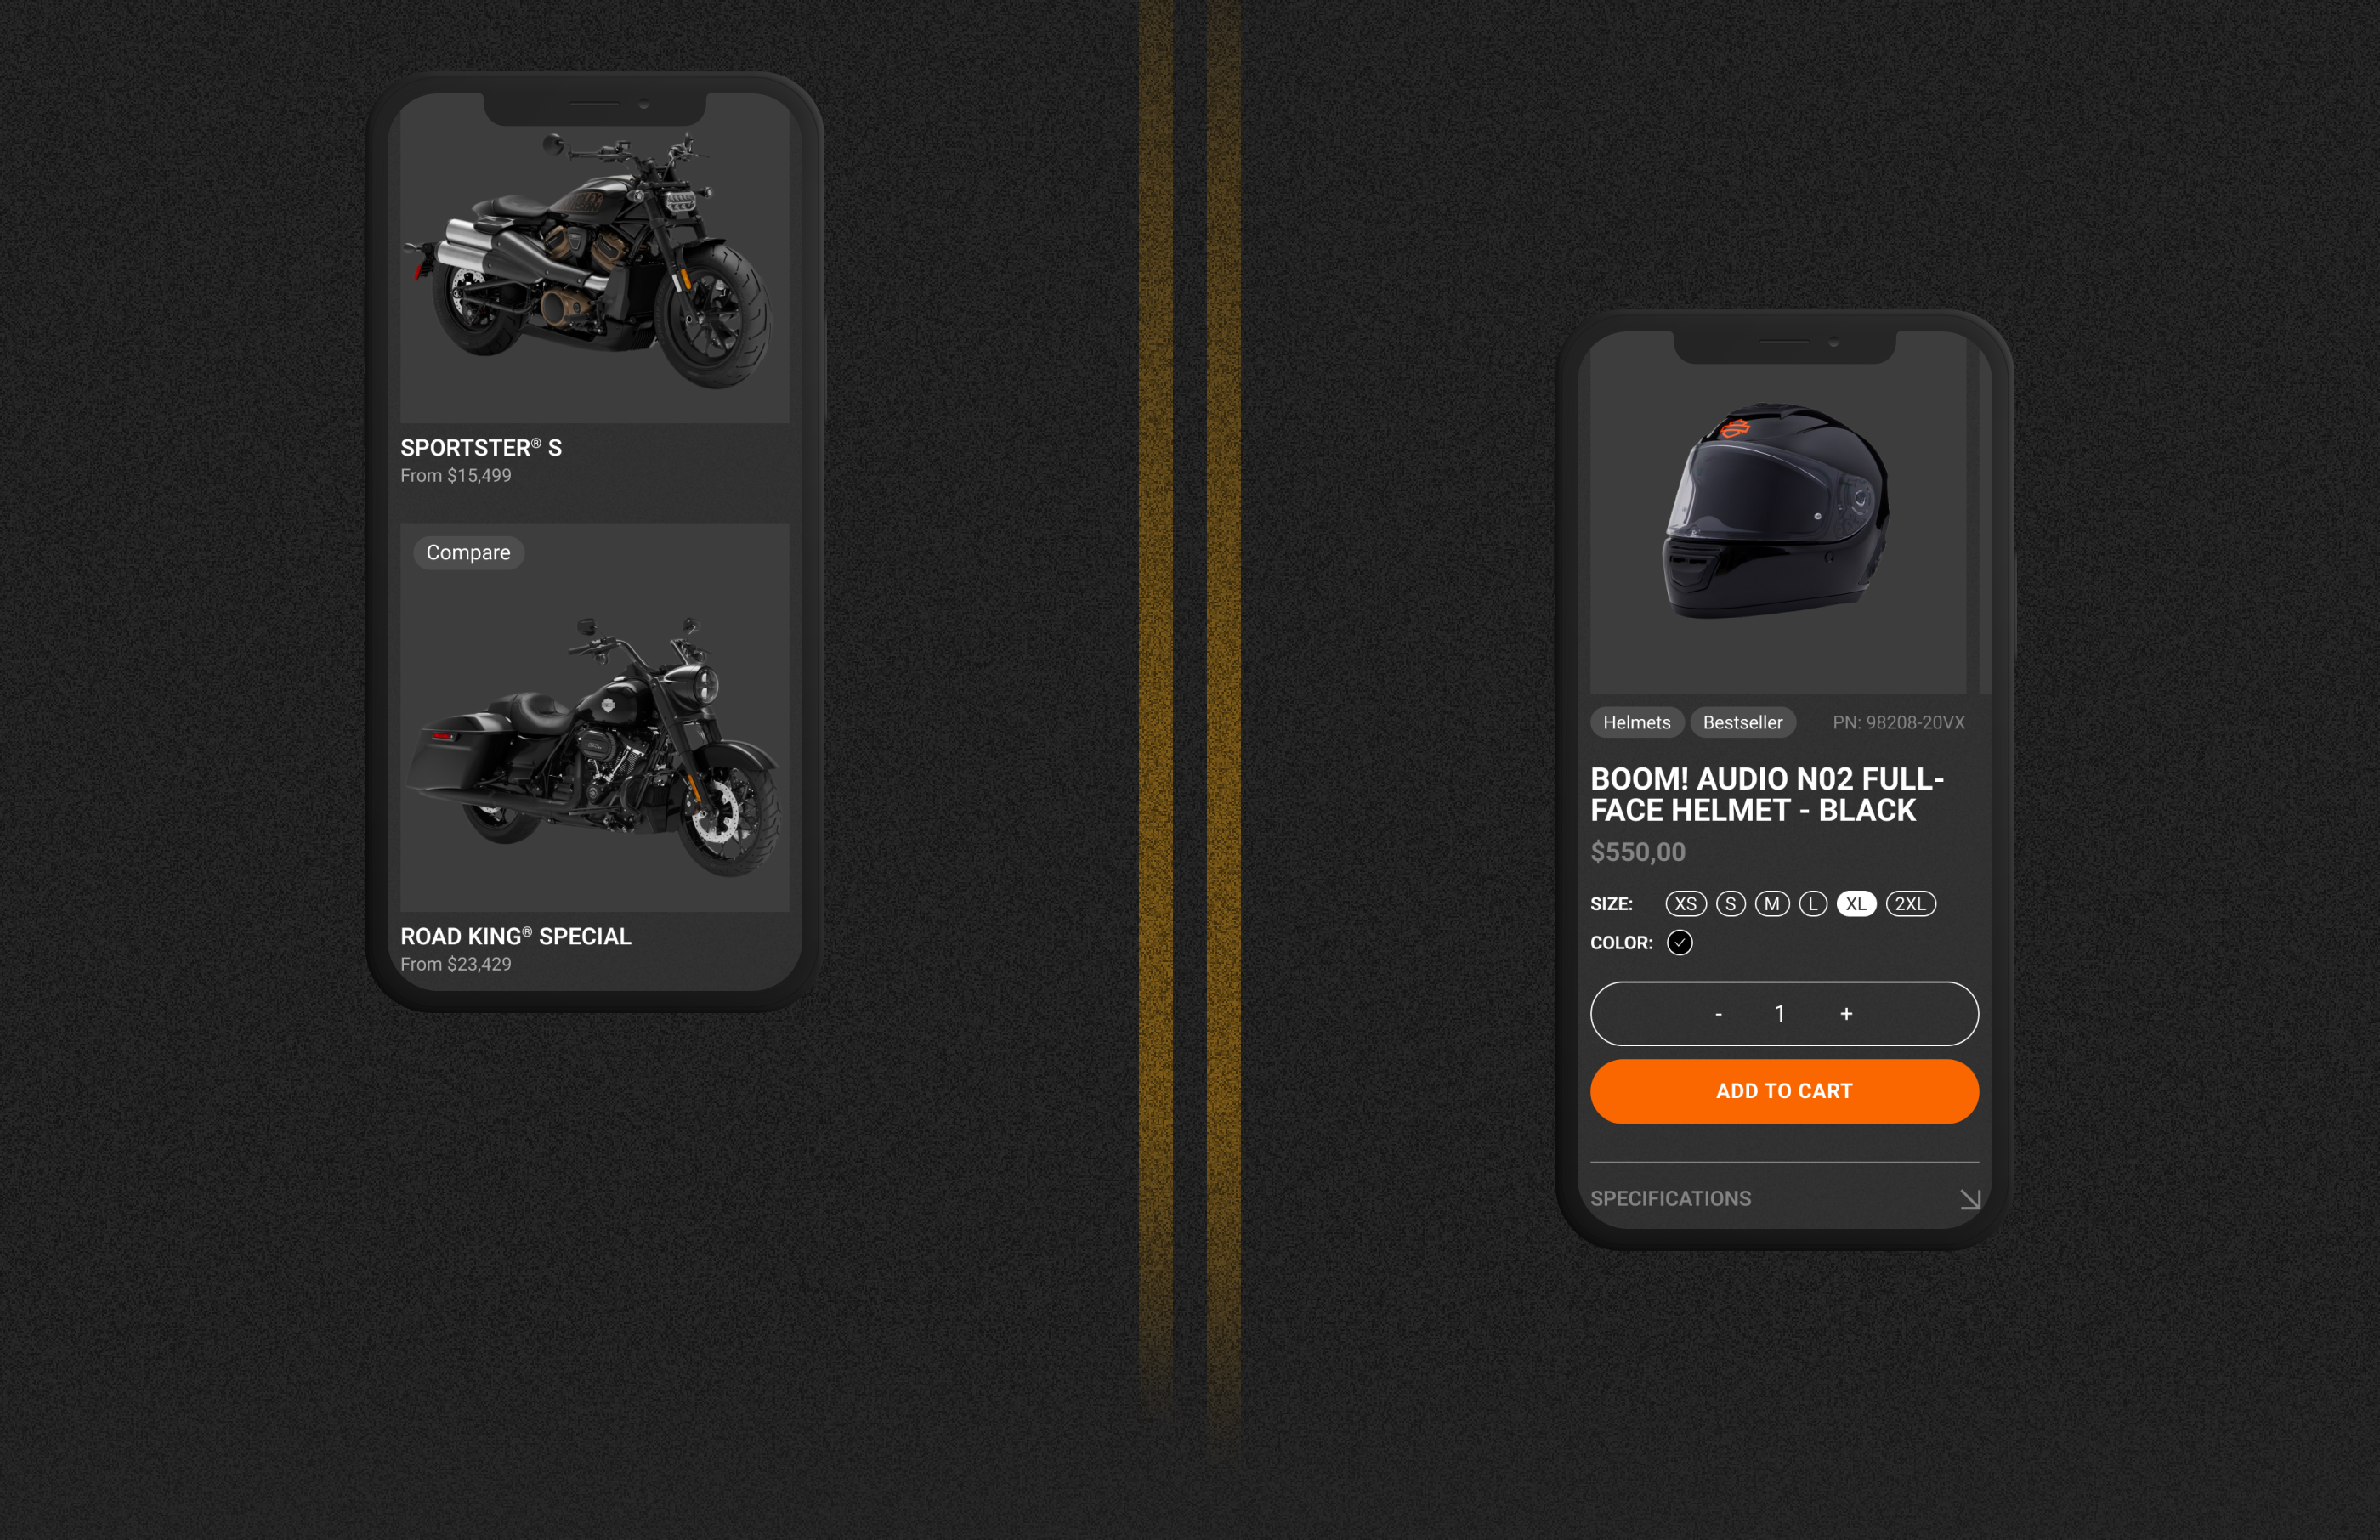 SPORTSTER® S
From $15,499
Compare
ROAD KING® SPECIAL
From $23,429
Helmets
Bestseller
PN: 98208-20VX
BOOM! AUDIO N02 FULL-
FACE HELMET - BLACK
$550,00
SIZE: XS S M L XL 2XL
COLOR:
- 1 +
ADD TO CART
SPECIFICATIONS